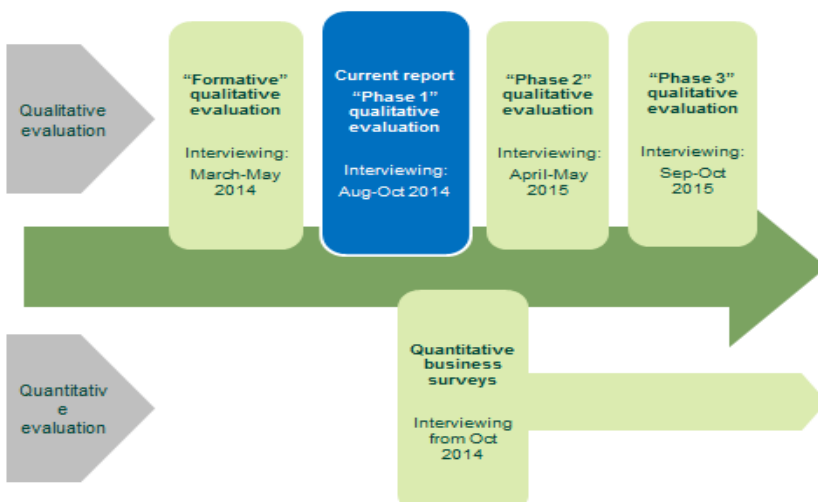 Qualitative
evaluation
“Formative”
qualitative
evaluation
Interviewing:
March-May
2014
Current report
“Phase 1”
qualitative
evaluation
Interviewing:
Aug-Oct 2014
“Phase 2”
qualitative
evaluation
Interviewing:
April-May
2015
“Phase 3”
qualitative
evaluation
Interviewing:
Sep-Oct
2015
Quantitativ
e
evaluation
Quantitative
business
surveys
Interviewing
from Oct
2014